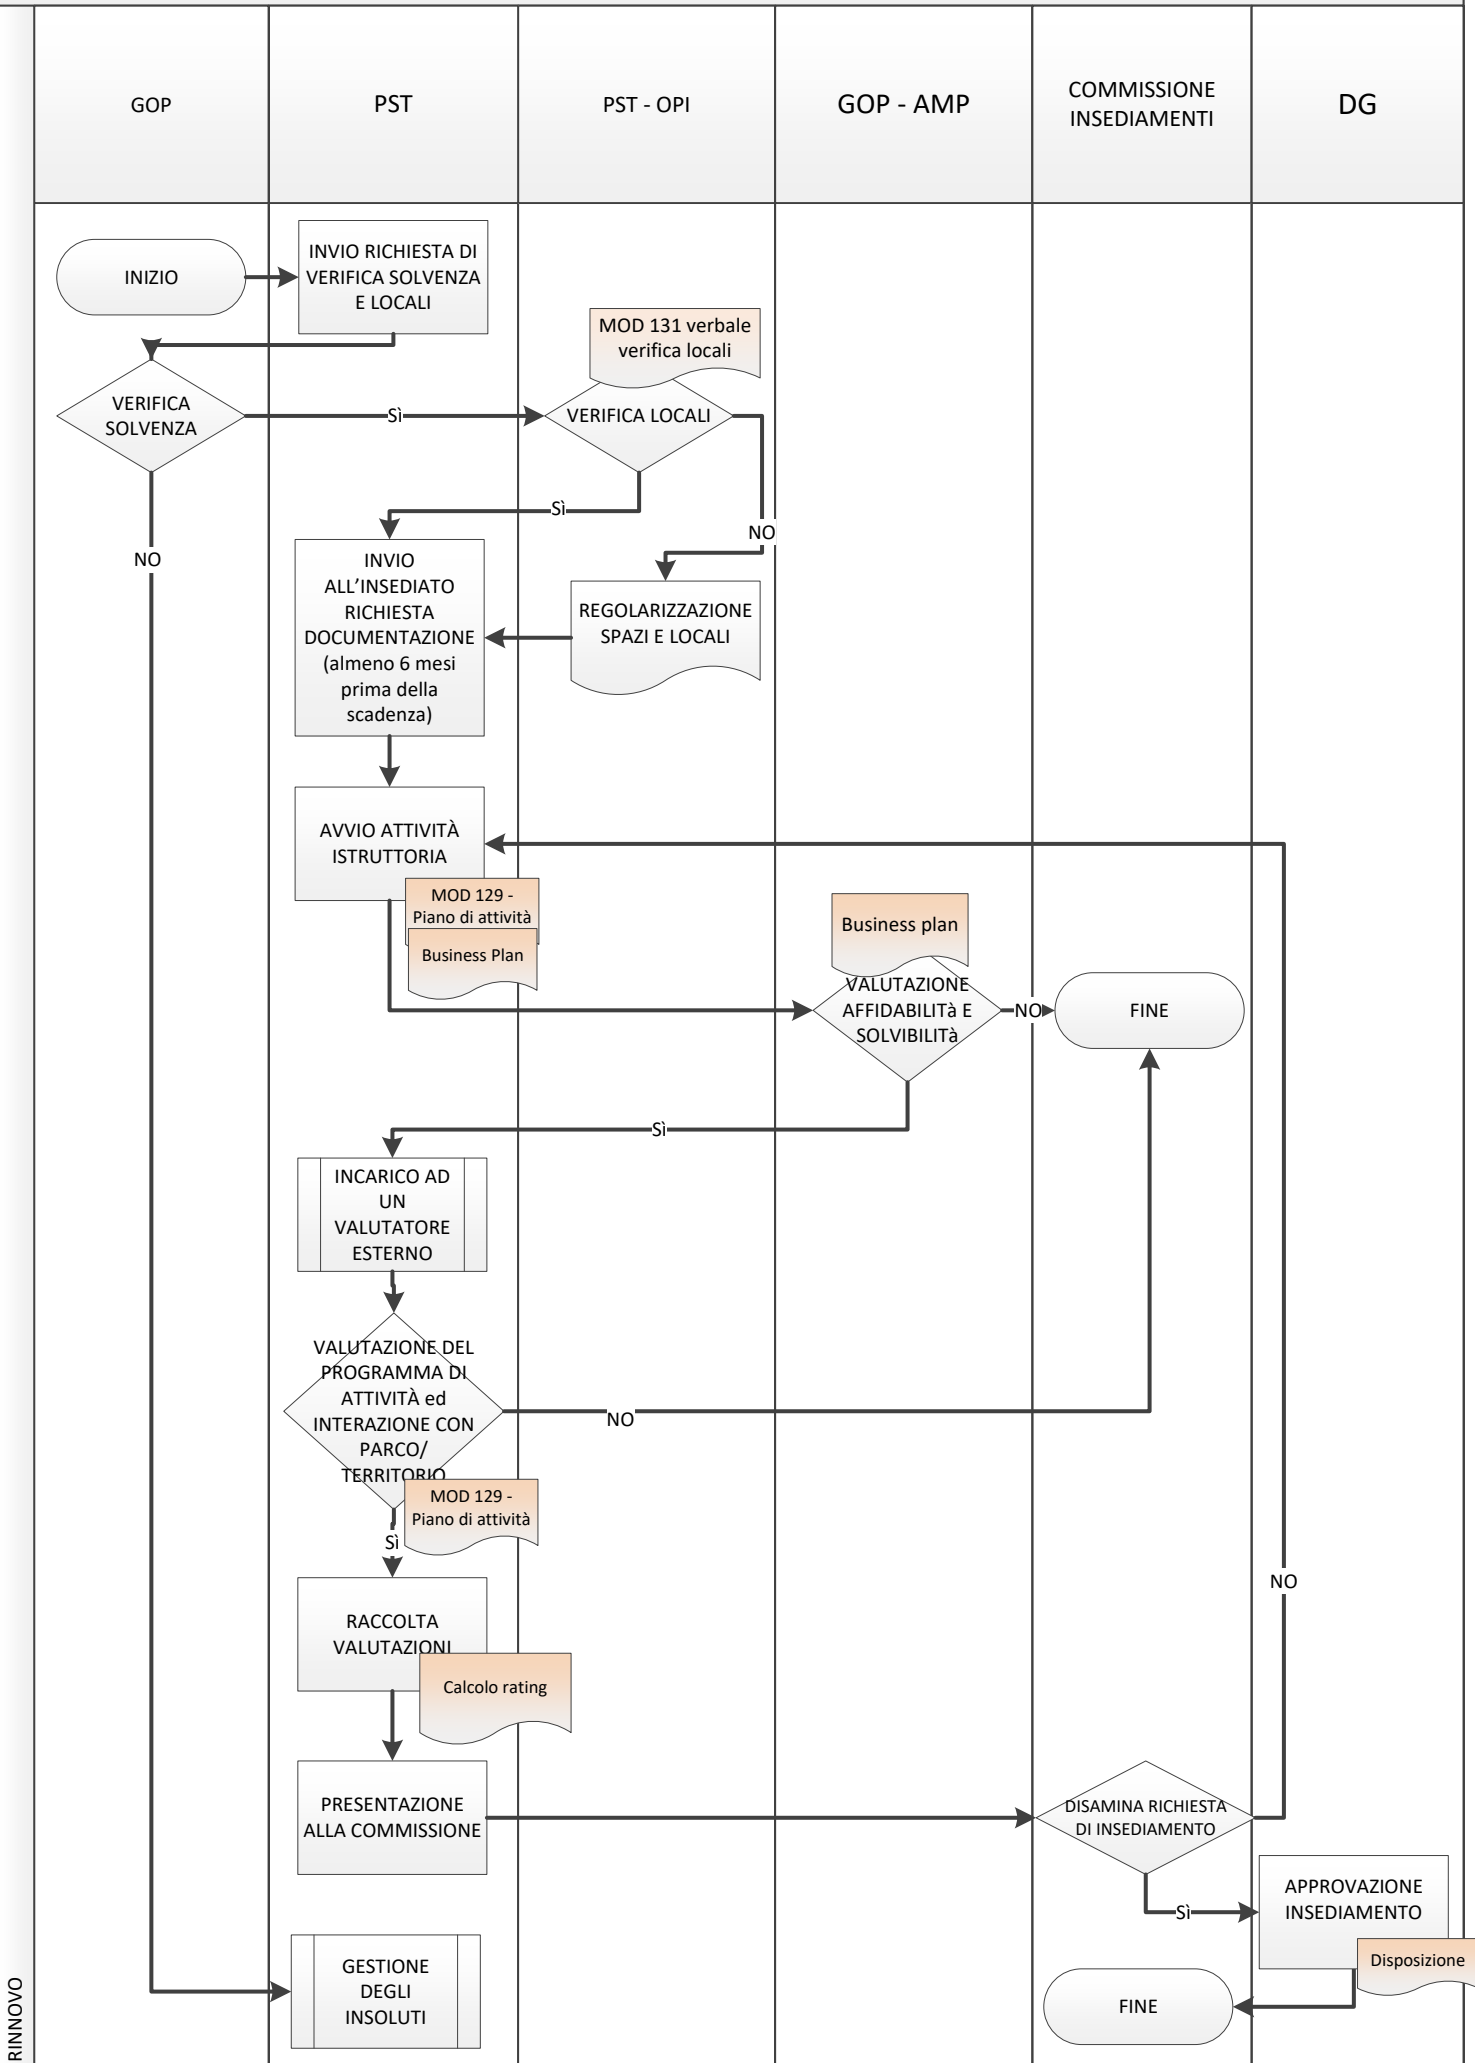 GOP
PST
PST - OPI
GOP - AMP
COMMISSIONE
INSEDIAMENTI
DG
INIZIO
INVIO RICHIESTA DI
VERIFICA SOLVENZA
E LOCALI
MOD 131 verbale
verifica locali
VERIFICA
SOLVENZA
Sì
VERIFICA LOCALI
Sì
NO
NO
INVIO
ALL'INSEDIATO
RICHIESTA
DOCUMENTAZIONE
(almeno 6 mesi
prima della
scadenza)
REGOLARIZZAZIONE
SPAZI E LOCALI
AVVIO ATTIVITÀ
ISTRUTTORIA
MOD 129 -
Piano di attività
Business Plan
Business plan
VALUTAZIONE
AFFIDABILITà E
SOLVIBILITà
NO
FINE
Sì
INCARICO AD
UN
VALUTATORE
ESTERNO
VALUTAZIONE DEL
PROGRAMMA DI
ATTIVITÀ ed
INTERAZIONE CON
PARCO/
TERRITORIO
NO
MOD 129 -
Piano di attività
Sì
NO
RACCOLTA
VALUTAZIONI
Calcolo rating
PRESENTAZIONE
ALLA COMMISSIONE
DISAMINA RICHIESTA
DI INSEDIAMENTO
Sì
APPROVAZIONE
INSEDIAMENTO
Disposizione
GESTIONE
DEGLI
INSOLUTI
FINE
RINNOVO